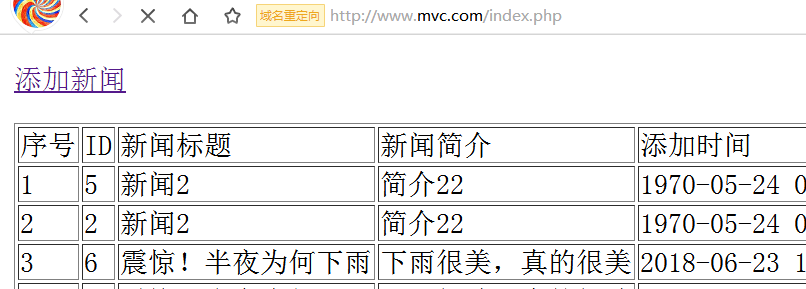 域名重定向 http://www.mvc.com/index.php
添加新闻
序号 ID 新闻标题 新闻简介 添加时间
1 5 新闻2 简介22 1970-05-24 0
2 2 新闻2 简介22 1970-05-24 0
3 6 震惊！半夜为何下雨 下雨很美，真的很美 2018-06-23 1